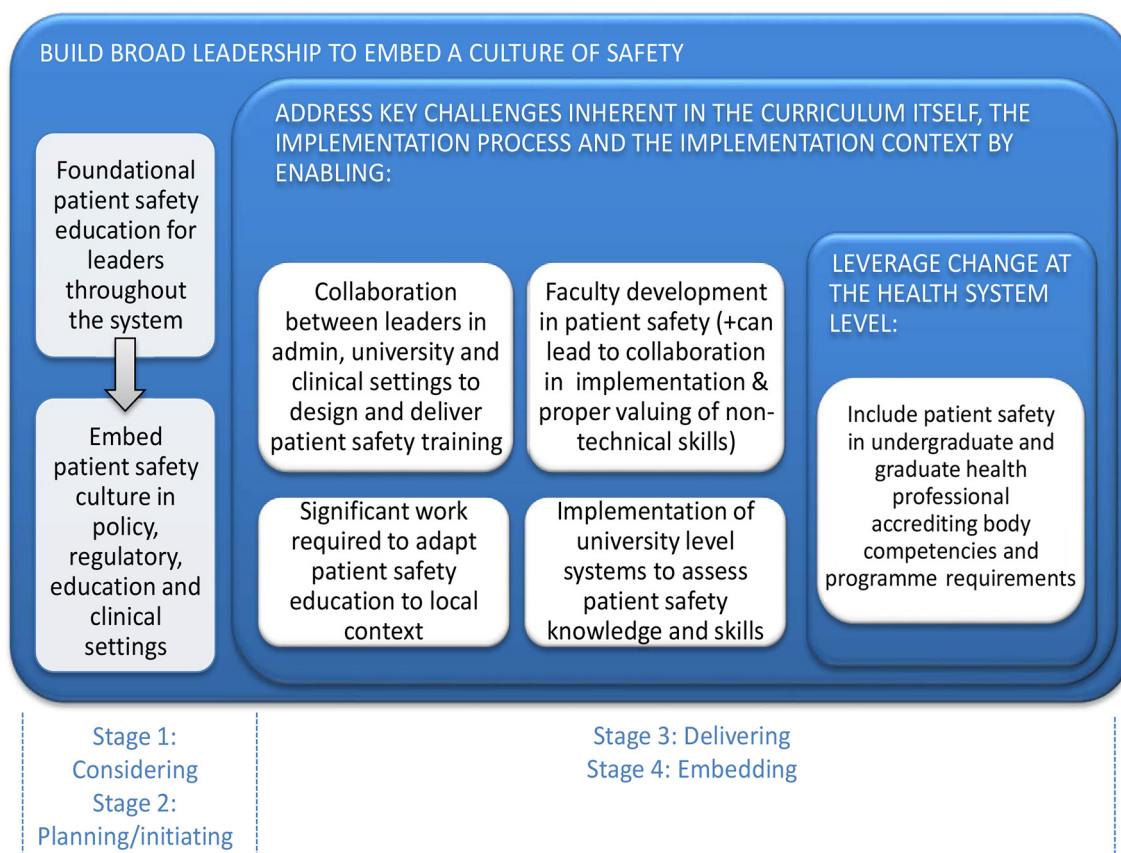 BUILD BROAD LEADERSHIP TO EMBED A CULTURE OF SAFETY
Foundational
patient safety
education for
leaders
throughout
the system
Embed
patient safety
culture in
policy,
regulatory,
education and
clinical
settings
ADDRESS KEY CHALLENGES INHERENT IN THE CURRICULUM ITSELF, THE
IMPLEMENTATION PROCESS AND THE IMPLEMENTATION CONTEXT BY
ENABLING:
Collaboration
between leaders in
admin, university and
clinical settings to
design and deliver
patient safety training
Faculty development
in patient safety (+can
lead to collaboration
in implementation &
proper valuing of non-
technical skills)
Significant work
required to adapt
patient safety
education to local
context
Implementation of
university level
systems to assess
patient safety
knowledge and skills
LEVERAGE CHANGE AT
THE HEALTH SYSTEM
LEVEL:
Include patient safety
in undergraduate and
graduate health
professional
accrediting body
competencies and
programme requirements
Stage 1:
Considering
Stage 2:
Planning/initiating
Stage 3: Delivering
Stage 4: Embedding